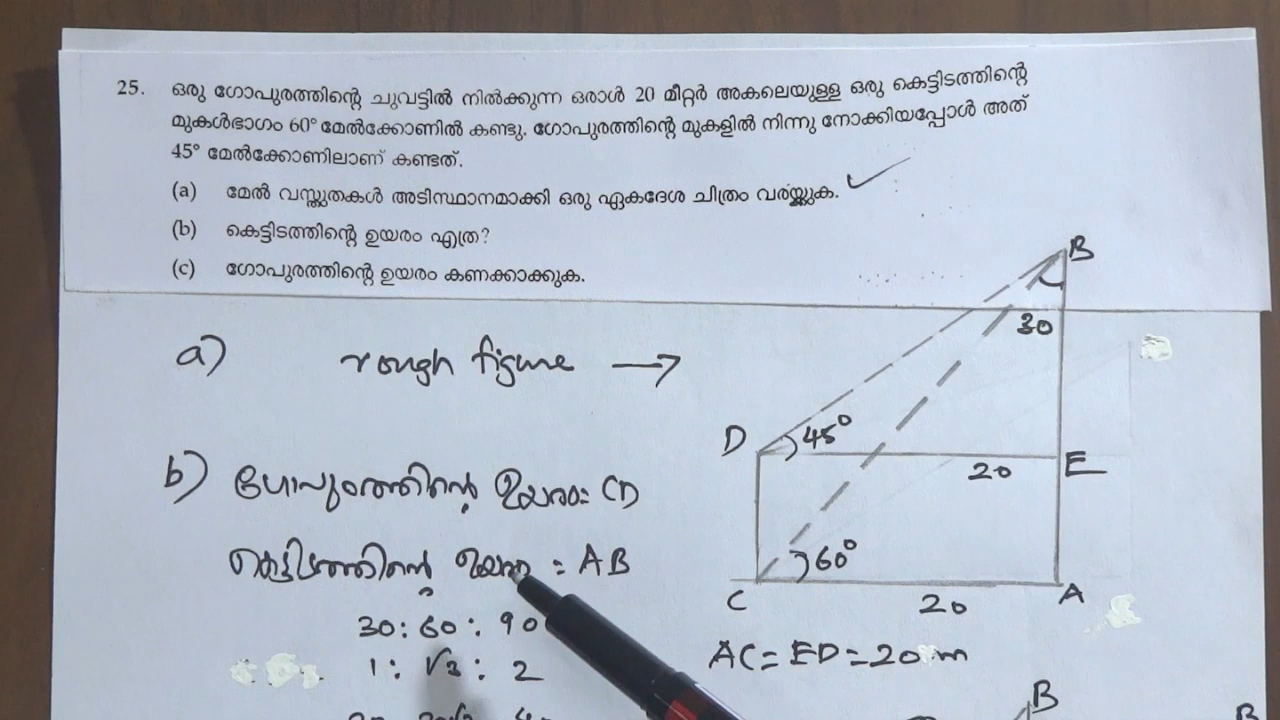 25. ഒരു ഗോപുരത്തിന്റെ ചുവട്ടിൽ നിൽക്കുന്ന ഒരാൾ 20 മീറ്റർ അകലെയുള്ള ഒരു കെട്ടിടത്തിന്റെ
മുകൾഭാഗം 60° മേൽക്കോണിൽ കണ്ടു. ഗോപുരത്തിന്റെ മുകളിൽ നിന്നു നോക്കിയപ്പോൾ അത്
45° മേൽക്കോണിലാണ് കണ്ടത്.
(a) മേൽ വസ്തുതകൾ അടിസ്ഥാനമാക്കി ഒരു ഏകദേശ ചിത്രം വരയ്ക്കുക.
(b) കെട്ടിടത്തിന്റെ ഉയരം എത്ര?
(c) ഗോപുരത്തിന്റെ ഉയരം കണക്കാക്കുക.
B
30
a) rough figure →
D 45°
20 E
b) ഗോപുരത്തിന്റെ ഉയരം = CD
കെട്ടിടത്തിന്റെ ഉയരം = AB
60°
C 20 A
30 : 60 : 90
AC = ED = 20 m
1 : √3 : 2
B
B